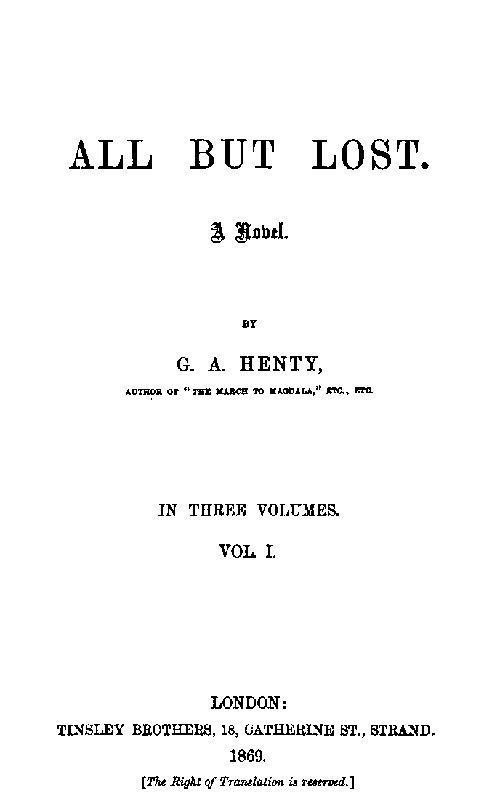 ALL BUT LOST.
A Novel.
BY
G. A. HENTY,
AUTHOR OF "THE MARCH TO MAGDALA," ETC., ETC.
IN THREE VOLUMES.
VOL. I.
LONDON:
TINSLEY BROTHERS, 18, CATHERINE ST., STRAND.
1869.
[The Right of Translation is reserved.]